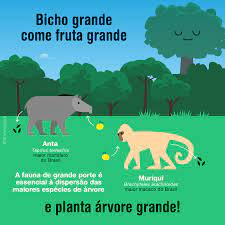 Bicho grande
come fruta grande
Anta
Tapirus terrestris
maior
do Brasil
A fauna de grande porte é
essencial à dispersão das
maiores espécies de árvore
Muriqui
Brachyteles arachnoides
maior macaco do Brasil
e planta árvore grande!